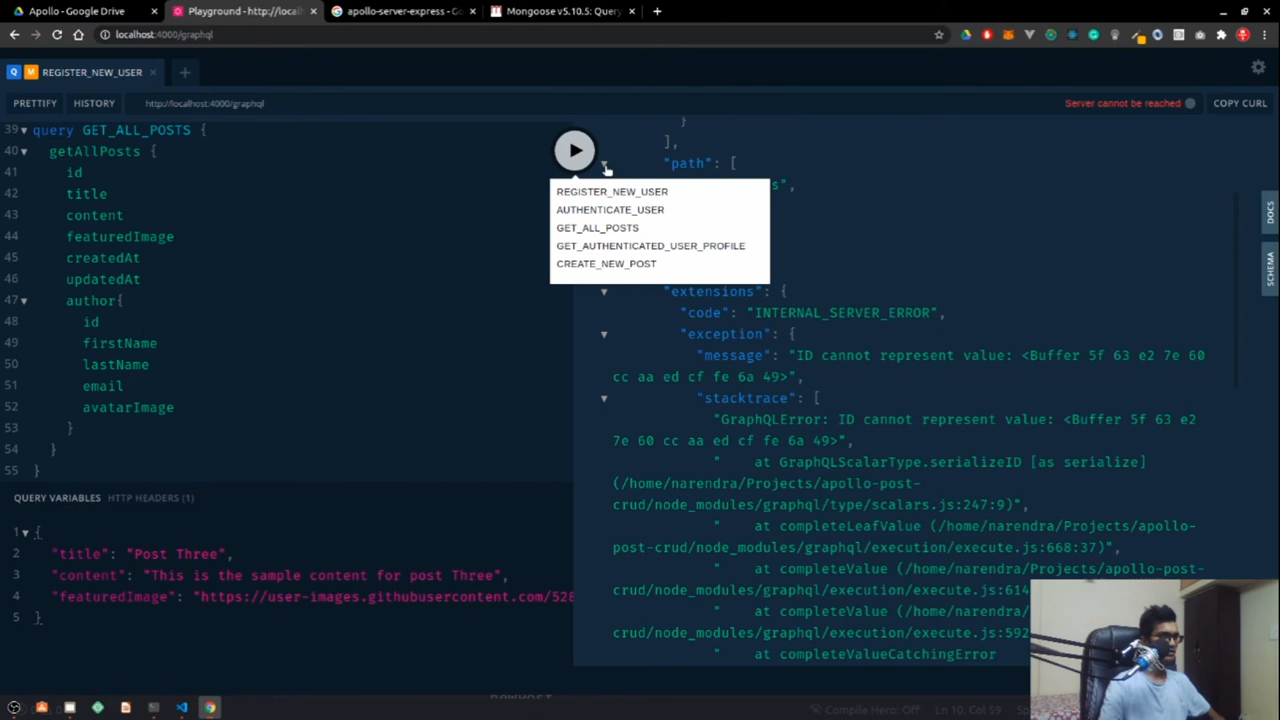 Apollo - Google Drive
Playground - http://local
apollo-server-express - Go
Mongoose v5.10.5: Query
localhost:4000/graphql
Q M REGISTER_NEW_USER
PRETTIFY HISTORY http://localhost:4000/graphql Server cannot be reached COPY CURL
39 query GET_ALL_POSTS {
40 getAllPosts {
41 id
42 title
43 content
44 featuredImage
45 createdAt
46 updatedAt
47 author{
48 id
49 firstName
50 lastName
51 email
52 avatarImage
53 }
54 }
55 }
REGISTER_NEW_USER
AUTHENTICATE_USER
GET_ALL_POSTS
GET_AUTHENTICATED_USER_PROFILE
CREATE_NEW_POST
}
],
"path": [
s",
"extensions": {
"code": "INTERNAL_SERVER_ERROR",
"exception": {
"message": "ID cannot represent value: <Buffer 5f 63 e2 7e 60
cc aa ed cf fe 6a 49>",
"stacktrace": [
"GraphQLError: ID cannot represent value: <Buffer 5f 63 e2
7e 60 cc aa ed cf fe 6a 49>",
" at GraphQLScalarType.serializeID [as serialize]
(/home/narendra/Projects/apollo-post-
crud/node_modules/graphql/type/scalars.js:247:9)",
" at completeLeafValue (/home/narendra/Projects/apollo-
post-crud/node_modules/graphql/execution/execute.js:668:37)",
" at completeValue (/home/narendra/Projects/apollo-post-
crud/node_modules/graphql/execution/execute.js:614
" at completeValue (/home/narendra/
crud/node_modules/graphql/execution/execute.js:592
" at completeValueCatchingError
DOCS
SCHEMA
QUERY VARIABLES HTTP HEADERS (1)
1 {
2 "title": "Post Three",
3 "content": "This is the sample content for post Three",
4 "featuredImage": "https://user-images.githubusercontent.com/528
5 }
Compile Hero: Off Ln 10, Col 59